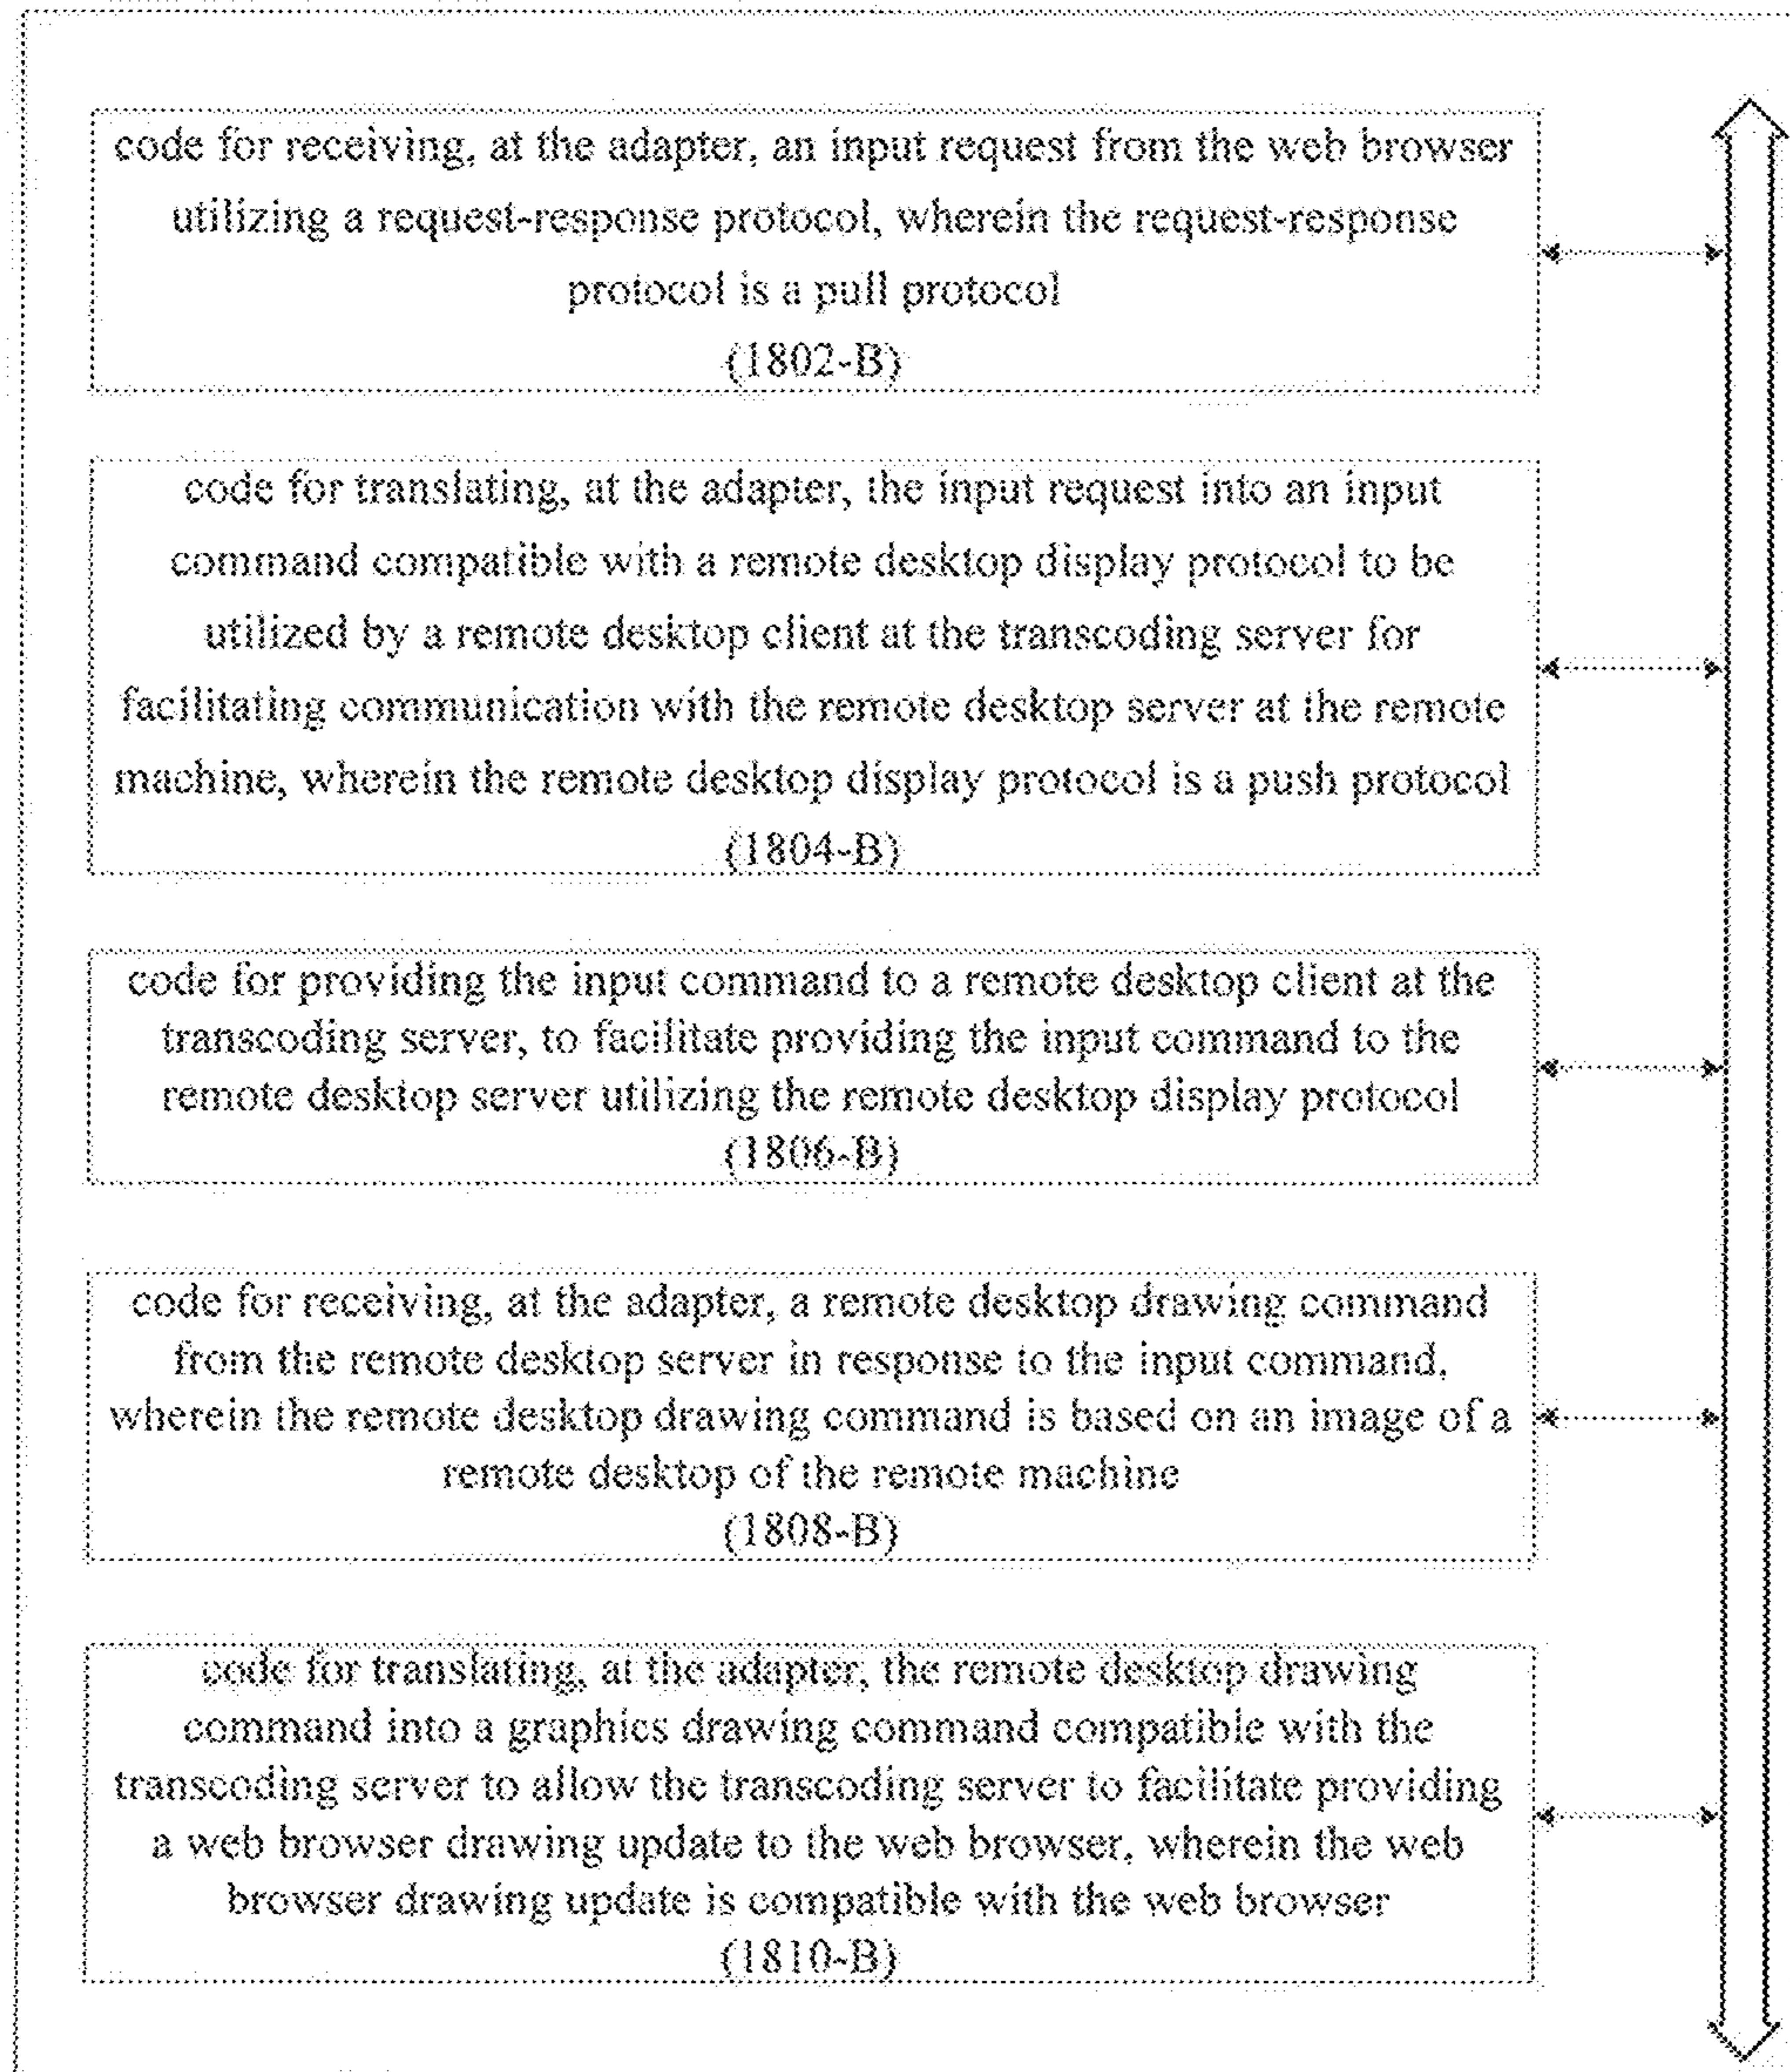 code for receiving, at the adapter, an input request from the web browser
utilizing a request-response protocol, wherein the request-response
protocol is a pull protocol
(1802-B)
code for translating, at the adapter, the input request into an input
command compatible with a remote desktop display protocol to be
utilized by a remote desktop client at the transcoding server for
facilitating communication with the remote desktop server at the remote
machine, wherein the remote desktop display protocol is a push protocol
(1804-B)
code for providing the input command to a remote desktop client at the
transcoding server, to facilitate providing the input command to the
remote desktop server utilizing the remote desktop display protocol
(1806-B)
code for receiving, at the adapter, a remote desktop drawing command
from the remote desktop server in response to the input command,
wherein the remote desktop drawing command is based on an image of a
remote desktop of the remote machine
(1808-B)
code for translating, at the adapter, the remote desktop drawing
command into a graphics drawing command compatible with the
transcoding server to allow the transcoding server to facilitate providing
a web browser drawing update to the web browser, wherein the web
browser drawing update is compatible with the web browser
(1810-B)